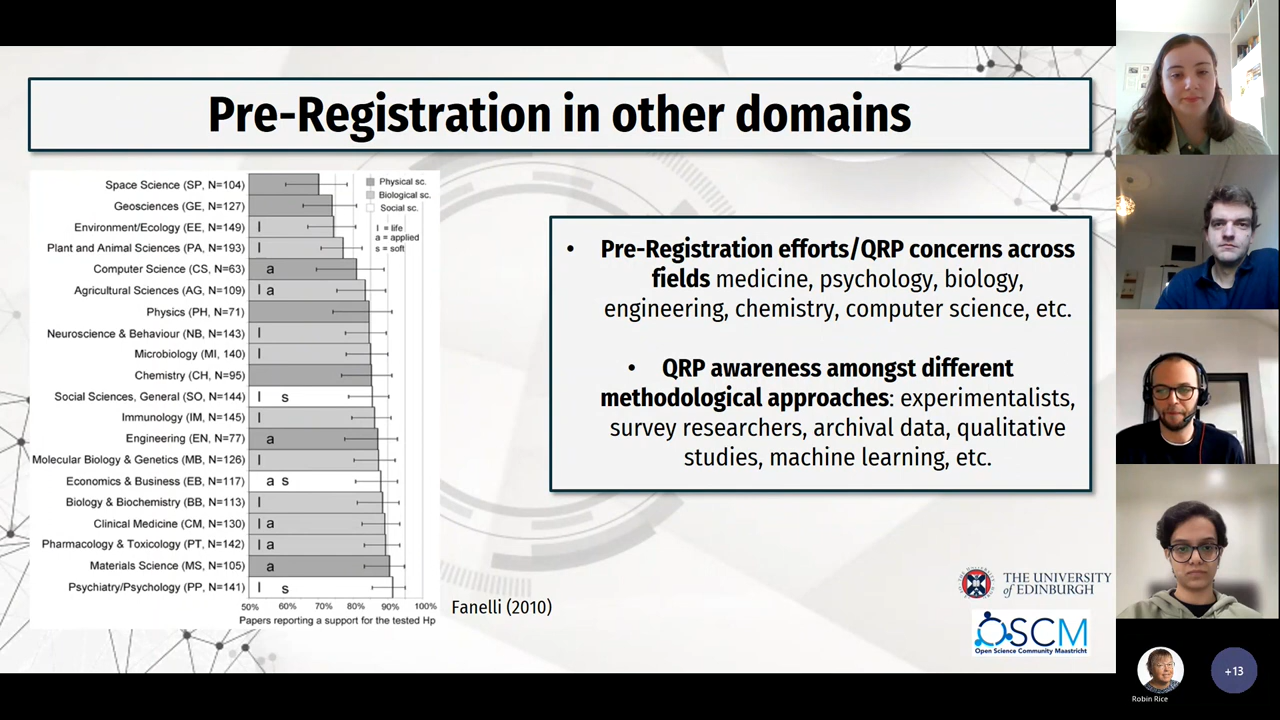 Pre-Registration in other domains
Space Science (SP, N=104)
Geosciences (GE, N=127)
Environment/Ecology (EE, N=149)
Plant and Animal Sciences (PA, N=193)
Computer Science (CS, N=63)
Agricultural Sciences (AG, N=109)
Physics (PH, N=71)
Neuroscience & Behaviour (NB, N=143)
Microbiology (MI, 140)
Chemistry (CH, N=95)
Social Sciences, General (SO, N=144)
Immunology (IM, N=145)
Engineering (EN, N=77)
Molecular Biology & Genetics (MB, N=126)
Economics & Business (EB, N=117)
Biology & Biochemistry (BB, N=113)
Clinical Medicine (CM, N=130)
Pharmacology & Toxicology (PT, N=142)
Materials Science (MS, N=105)
Psychiatry/Psychology (PP, N=141)
l
l
a
l a
l
l
l s
l
a
l
a s
l
l a
l a
a
l s
Physical sc.
Biological sc.
Social sc.
l = life
a = applied
s = soft
50% 60% 70% 80% 90% 100%
Papers reporting a support for the tested Hp
Fanelli (2010)
• Pre-Registration efforts/QRP concerns across
fields medicine, psychology, biology,
engineering, chemistry, computer science, etc.
• QRP awareness amongst different
methodological approaches: experimentalists,
survey researchers, archival data, qualitative
studies, machine learning, etc.
THE UNIVERSITY
of EDINBURGH
OSCM
Open Science Community Maastricht
Robin Rice
+13